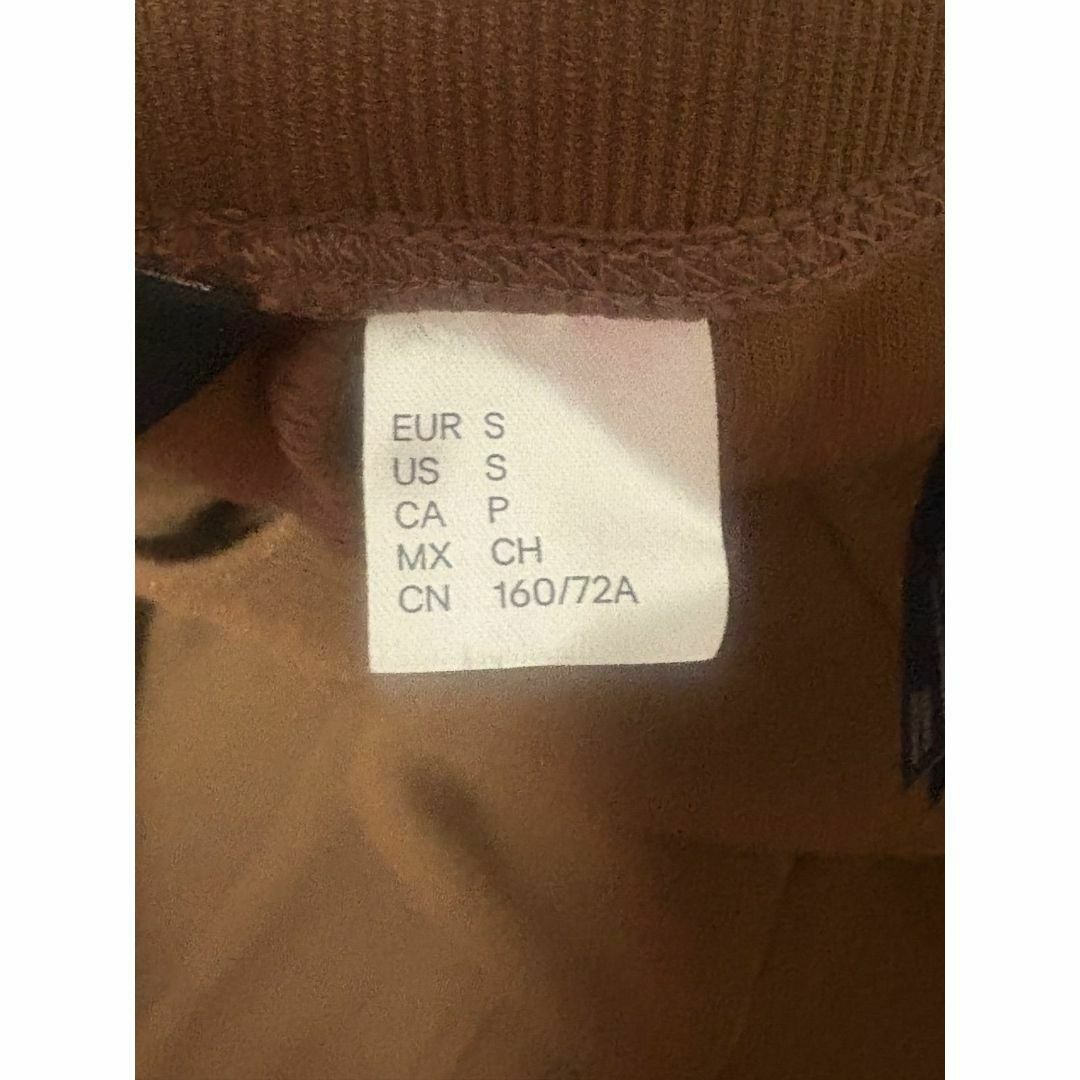 EUR S
US S
CA P
MX CH
CN 160/72A